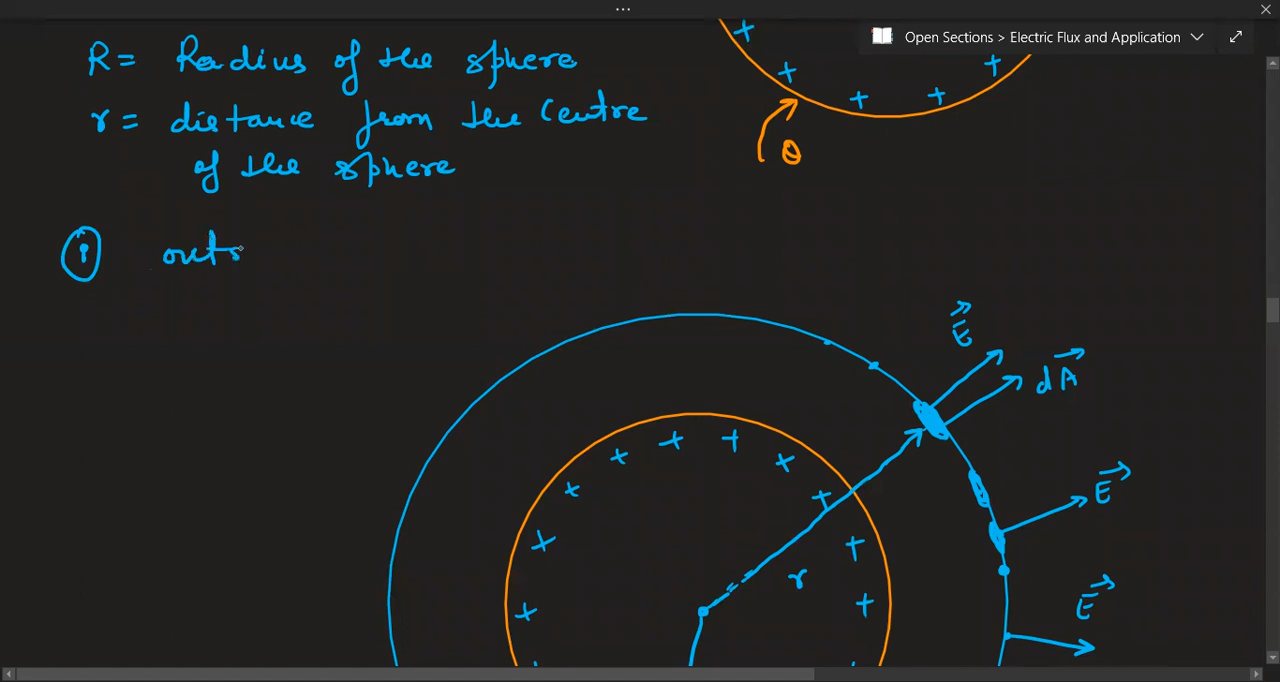 Open Sections > Electric Flux and Application
R = Radius of the sphere
r = distance from the Centre
of the sphere
+ + + + +
θ
① outs
E⃗
dA⃗
+ + + + + + + + + + +
E⃗
r
E⃗